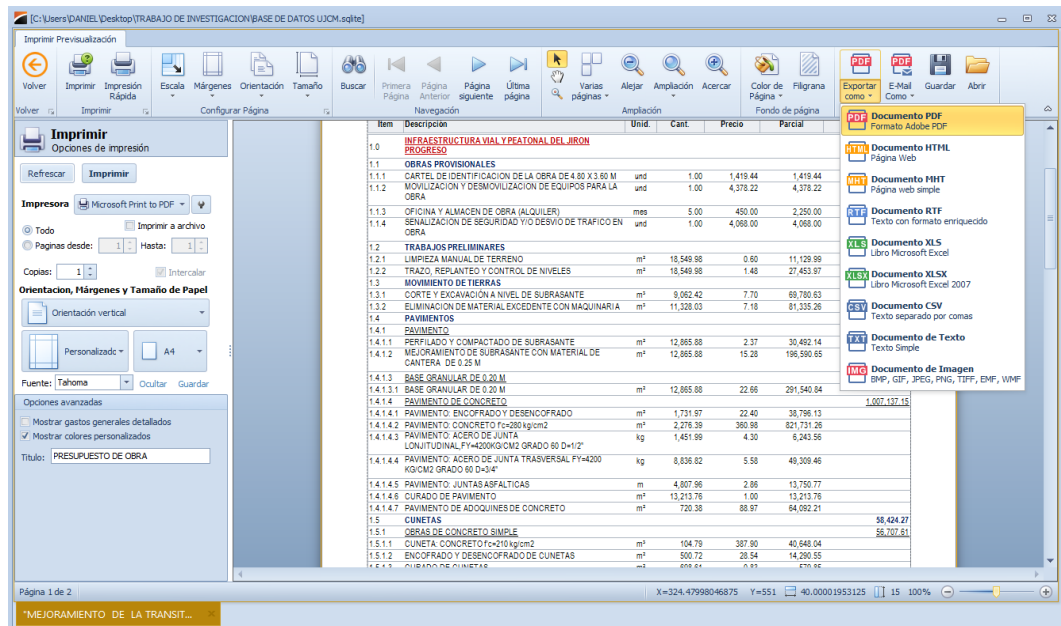 [C:\Users\DANIEL\Desktop\TRABAJO DE INVESTIGACION\BASE DE DATOS UJCM.sqlite]
Imprimir Previsualización
Volver
Imprimir
Impresión Rápida
Escala
Márgenes
Orientación
Tamaño
Buscar
Primera Página
Página Anterior
Página siguiente
Última página
Varias páginas
Alejar
Ampliación
Acercar
Color de Página
Filigrana
Exportar como
E-Mail Como
Guardar
Abrir
Volver
Imprimir
Configurar Página
Navegación
Ampliación
Fondo de página
Imprimir
Opciones de impresión
Refrescar Imprimir
Impresora Microsoft Print to PDF
Todo Imprimir a archivo
Paginas desde: 1 Hasta: 1
Copias: 1 Intercalar
Orientacion, Márgenes y Tamaño de Papel
Orientación vertical
Personalizado A4
Fuente: Tahoma Ocultar Guardar
Opciones avanzadas
Mostrar gastos generales detallados
Mostrar colores personalizados
Titulo: PRESUPUESTO DE OBRA
Item Descripción Unid. Cant. Precio Parcial
1.0 INFRAESTRUCTURA VIAL Y PEATONAL DEL JIRON
PROGRESO
1.1 OBRAS PROVISIONALES
1.1.1 CARTEL DE IDENTIFICACION DE LA OBRA DE 4.80 X 3.60 M und 1.00 1,419.44 1,419.44
1.1.2 MOVILIZACION Y DESMOVILIZACION DE EQUIPOS PARA LA und 1.00 4,378.22 4,378.22
OBRA
1.1.3 OFICINA Y ALMACEN DE OBRA (ALQUILER) mes 5.00 450.00 2,250.00
1.1.4 SENALIZACION DE SEGURIDAD Y/O DESVIO DE TRAFICO EN und 1.00 4,068.00 4,068.00
OBRA
1.2 TRABAJOS PRELIMINARES
1.2.1 LIMPIEZA MANUAL DE TERRENO m² 18,549.98 0.60 11,129.99
1.2.2 TRAZO, REPLANTEO Y CONTROL DE NIVELES m² 18,549.98 1.48 27,453.97
1.3 MOVIMIENTO DE TIERRAS
1.3.1 CORTE Y EXCAVACIÓN A NIVEL DE SUBRASANTE m³ 9,062.42 7.70 69,780.63
1.3.2 ELIMINACION DE MATERIAL EXCEDENTE CON MAQUINARIA m³ 11,328.03 7.18 81,335.26
1.4 PAVIMENTOS
1.4.1 PAVIMENTO
1.4.1.1 PERFILADO Y COMPACTADO DE SUBRASANTE m² 12,865.88 2.37 30,492.14
1.4.1.2 MEJORAMIENTO DE SUBRASANTE CON MATERIAL DE m² 12,865.88 15.28 196,590.65
CANTERA DE 0.25 M
1.4.1.3 BASE GRANULAR DE 0.20 M
1.4.1.3.1 BASE GRANULAR DE 0.20 M m² 12,865.88 22.66 291,540.84
1.4.1.4 PAVIMENTO DE CONCRETO 1,007,137.15
1.4.1.4.1 PAVIMENTO: ENCOFRADO Y DESENCOFRADO m² 1,731.97 22.40 38,796.13
1.4.1.4.2 PAVIMENTO: CONCRETO f'c=280 kg/cm2 m³ 2,276.39 360.98 821,731.26
1.4.1.4.3 PAVIMENTO: ACERO DE JUNTA kg 1,451.99 4.30 6,243.56
LONJITUDINAL,FY=4200KG/CM2 GRADO 60 D=1/2"
1.4.1.4.4 PAVIMENTO: ACERO DE JUNTA TRASVERSAL FY=4200 kg 8,836.82 5.58 49,309.46
KG/CM2 GRADO 60 D=3/4"
1.4.1.4.5 PAVIMENTO: JUNTAS ASFALTICAS m 4,807.96 2.86 13,750.77
1.4.1.4.6 CURADO DE PAVIMENTO m² 13,213.76 1.00 13,213.76
1.4.1.4.7 PAVIMENTO DE ADOQUINES DE CONCRETO m² 720.38 88.97 64,092.21
1.5 CUNETAS 58,424.27
1.5.1 OBRAS DE CONCRETO SIMPLE 56,707.61
1.5.1.1 CUNETA: CONCRETO f'c=210 kg/cm2 m³ 104.79 387.90 40,648.04
1.5.1.2 ENCOFRADO Y DESENCOFRADO DE CUNETAS m² 500.72 28.54 14,290.55
PDF Documento PDF
Formato Adobe PDF
HTML Documento HTML
Página Web
MHT Documento MHT
Página web simple
RTF Documento RTF
Texto con formato enriquecido
XLS Documento XLS
Libro Microsoft Excel
XLSX Documento XLSX
Libro Microsoft Excel 2007
CSV Documento CSV
Texto separado por comas
TXT Documento de Texto
Texto Simple
IMG Documento de Imagen
BMP, GIF, JPEG, PNG, TIFF, EMF, WMF
Página 1 de 2 X=324.47998046875 Y=551 40.00001953125 15 100%
"MEJORAMIENTO DE LA TRANSIT...